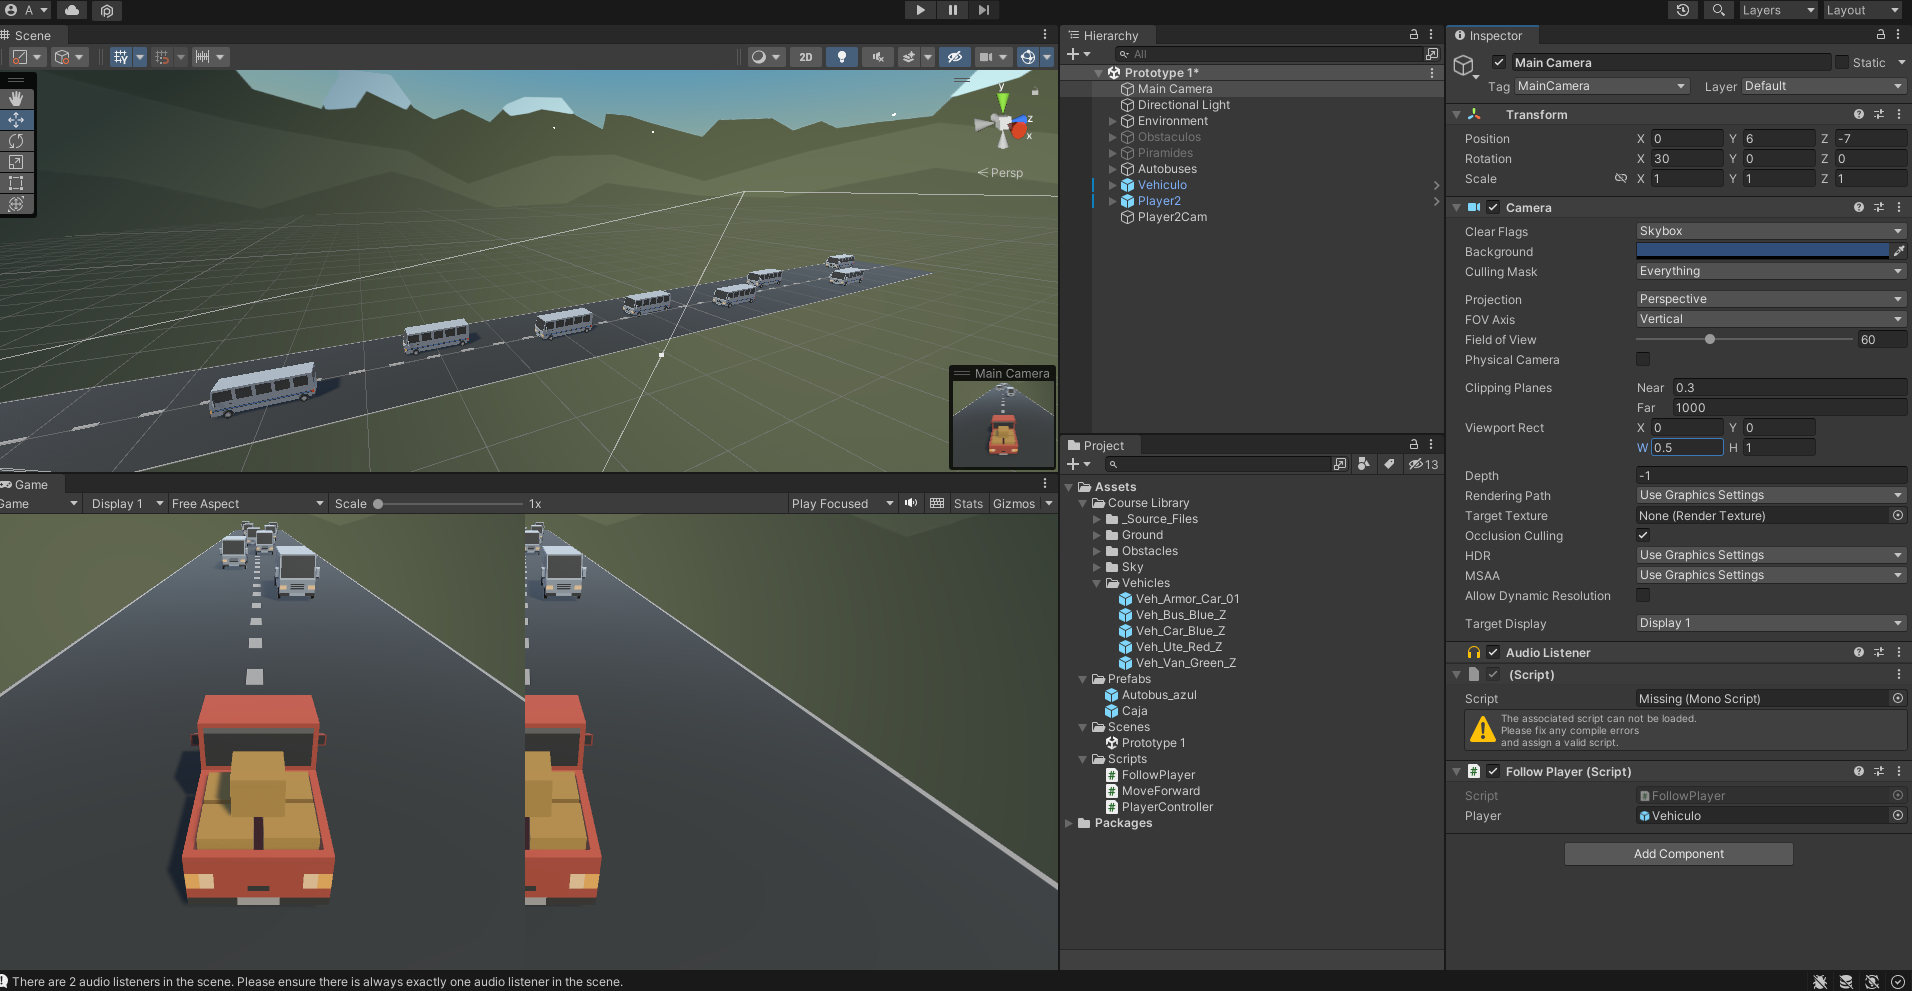 A
Layers
Layout
Scene
2D
y
z
x
Persp
Main Camera
Game
Game
Display 1
Free Aspect
Scale
1x
Play Focused
Stats
Gizmos
Hierarchy
All
Prototype 1*
Main Camera
Directional Light
Environment
Obstaculos
Piramides
Autobuses
Vehiculo
Player2
Player2Cam
Project
13
Assets
Course Library
_Source_Files
Ground
Obstacles
Sky
Vehicles
Veh_Armor_Car_01
Veh_Bus_Blue_Z
Veh_Car_Blue_Z
Veh_Ute_Red_Z
Veh_Van_Green_Z
Prefabs
Autobus_azul
Caja
Scenes
Prototype 1
Scripts
FollowPlayer
MoveForward
PlayerController
Packages
Inspector
Main Camera
Static
Tag MainCamera
Layer Default
Transform
Position X 0 Y 6 Z -7
Rotation X 30 Y 0 Z 0
Scale X 1 Y 1 Z 1
Camera
Clear Flags Skybox
Background
Culling Mask Everything
Projection Perspective
FOV Axis Vertical
Field of View 60
Physical Camera
Clipping Planes Near 0.3
Far 1000
Viewport Rect X 0 Y 0
W 0.5 H 1
Depth -1
Rendering Path Use Graphics Settings
Target Texture None (Render Texture)
Occlusion Culling
HDR Use Graphics Settings
MSAA Use Graphics Settings
Allow Dynamic Resolution
Target Display Display 1
Audio Listener
(Script)
Script Missing (Mono Script)
The associated script can not be loaded.
Please fix any compile errors
and assign a valid script.
Follow Player (Script)
Script FollowPlayer
Player Vehiculo
Add Component
There are 2 audio listeners in the scene. Please ensure there is always exactly one audio listener in the scene.